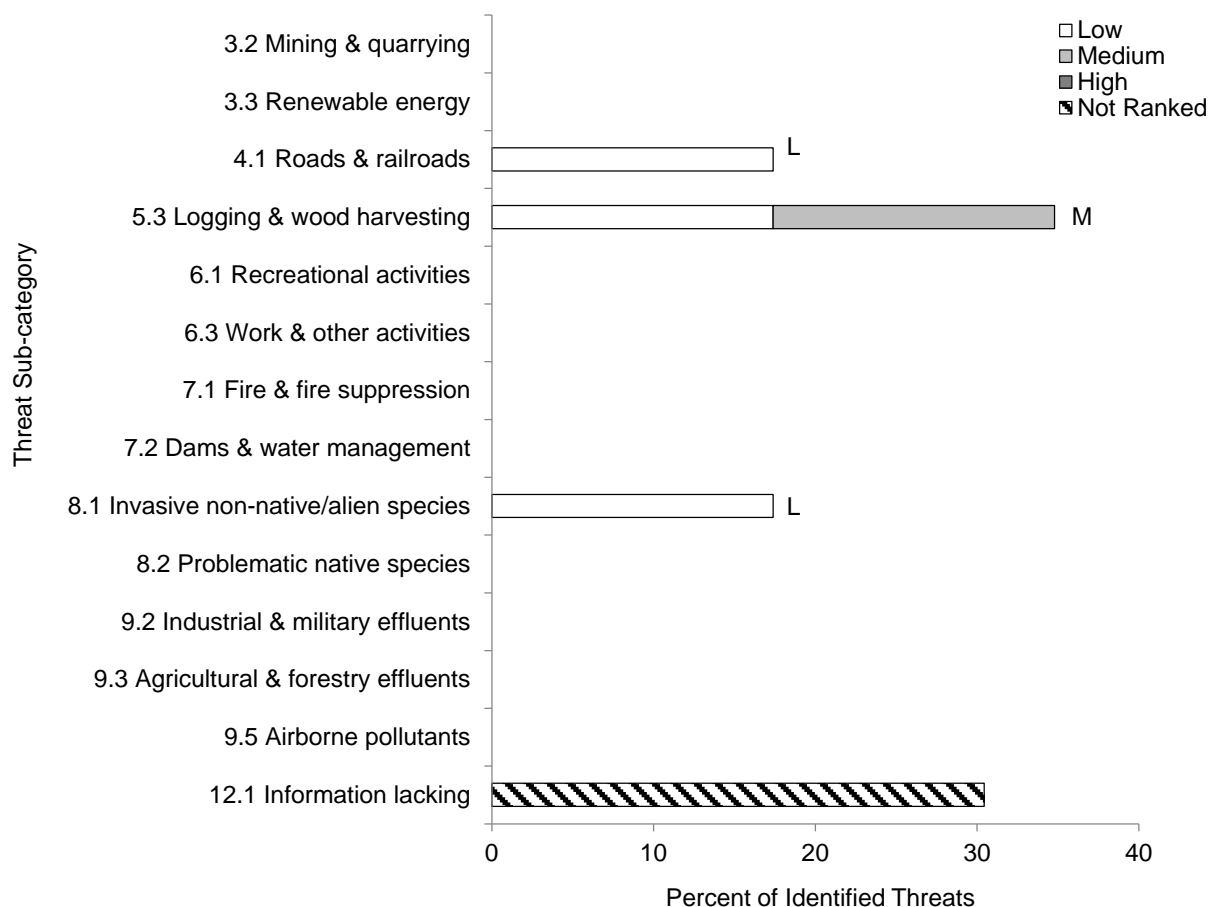 Low
Medium
High
Not Ranked
3.2 Mining & quarrying
3.3 Renewable energy
4.1 Roads & railroads
L
5.3 Logging & wood harvesting
M
6.1 Recreational activities
6.3 Work & other activities
7.1 Fire & fire suppression
7.2 Dams & water management
8.1 Invasive non-native/alien species
L
8.2 Problematic native species
9.2 Industrial & military effluents
9.3 Agricultural & forestry effluents
9.5 Airborne pollutants
12.1 Information lacking
Threat Sub-category
0 10 20 30 40
Percent of Identified Threats